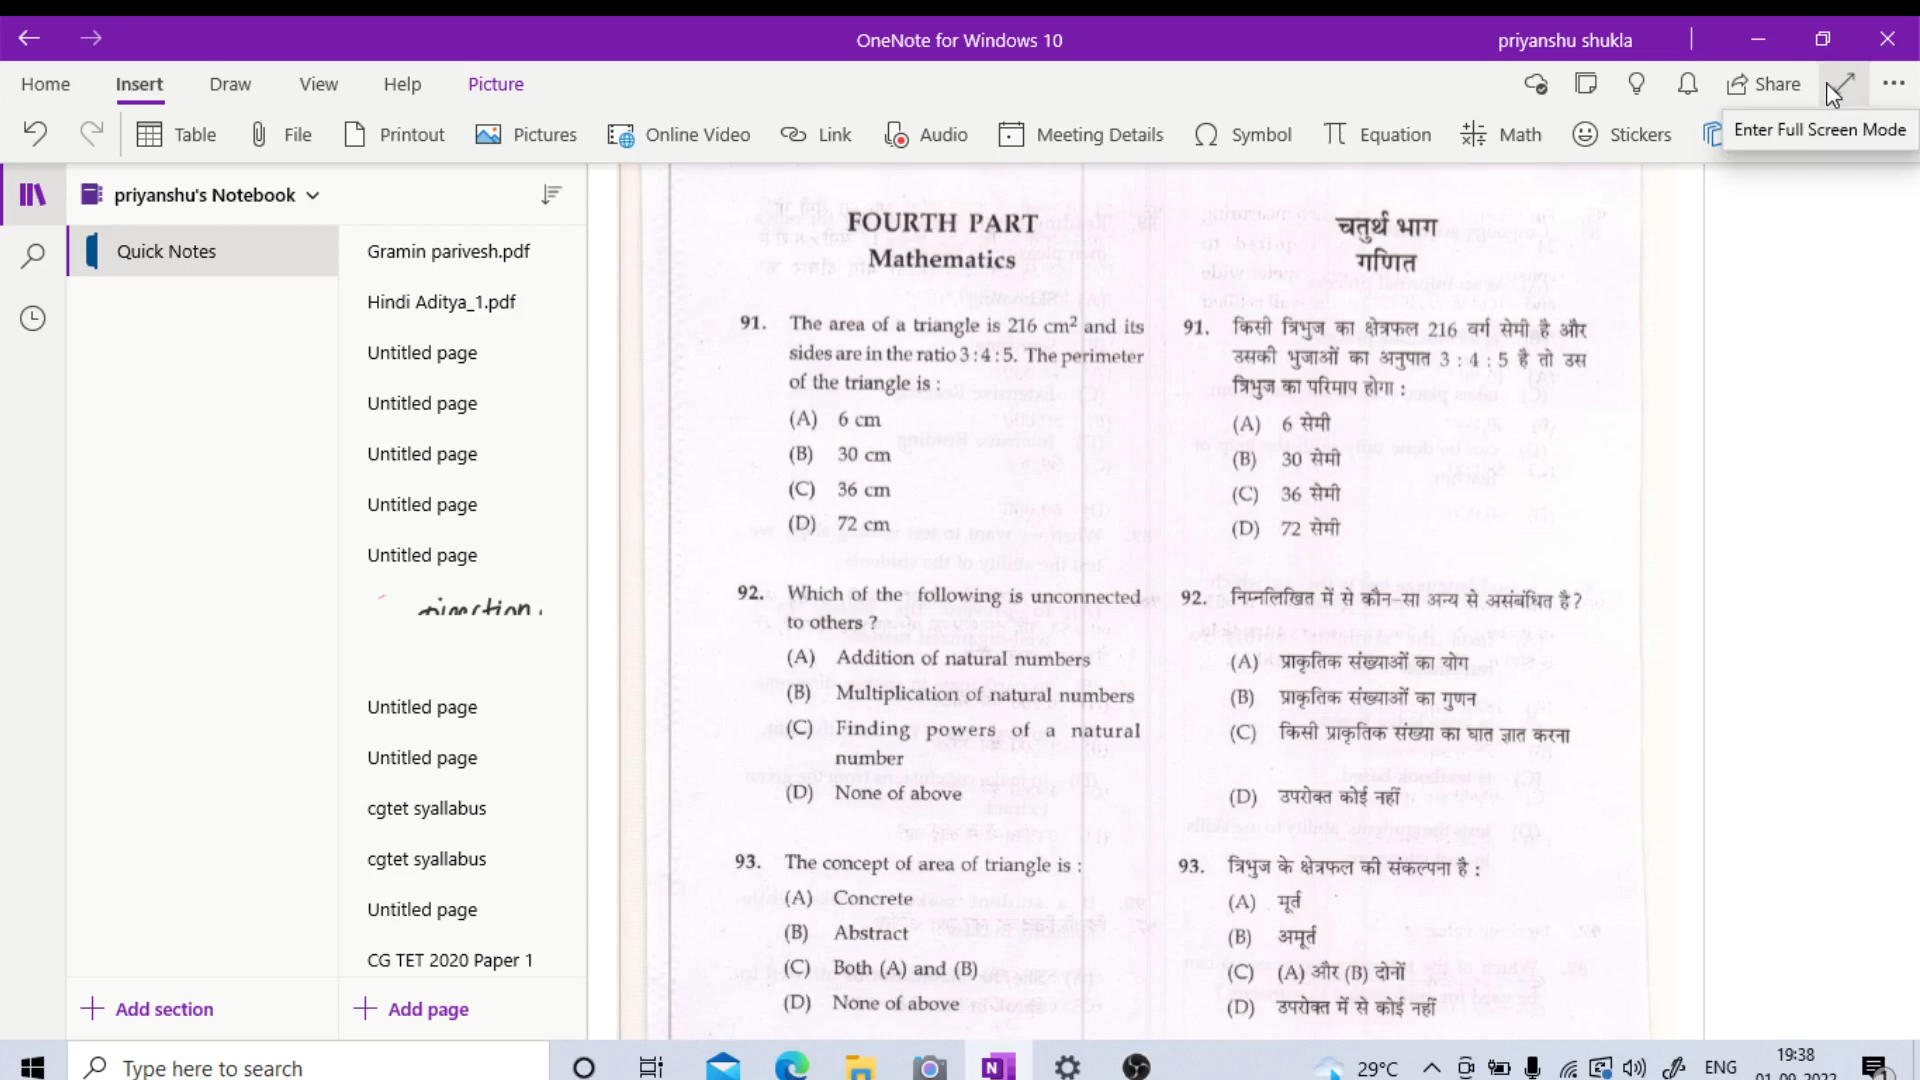 OneNote for Windows 10
priyanshu shukla
Home Insert Draw View Help Picture Share
Table File Printout Pictures Online Video Link Audio Meeting Details Symbol Equation Math Stickers
Enter Full Screen Mode
priyanshu's Notebook
Quick Notes
Gramin parivesh.pdf
Hindi Aditya_1.pdf
Untitled page
Untitled page
Untitled page
Untitled page
Untitled page
Untitled page
Untitled page
cgtet syallabus
cgtet syallabus
Untitled page
CG TET 2020 Paper 1
Add section
Add page
FOURTH PART
Mathematics
91. The area of a triangle is 216 cm² and its
sides are in the ratio 3 : 4 : 5. The perimeter
of the triangle is :
(A) 6 cm
(B) 30 cm
(C) 36 cm
(D) 72 cm
92. Which of the following is unconnected
to others ?
(A) Addition of natural numbers
(B) Multiplication of natural numbers
(C) Finding powers of a natural
number
(D) None of above
93. The concept of area of triangle is :
(A) Concrete
(B) Abstract
(C) Both (A) and (B)
(D) None of above
चतुर्थ भाग
गणित
91. किसी त्रिभुज का क्षेत्रफल 216 वर्ग सेमी है और
उसकी भुजाओं का अनुपात 3 : 4 : 5 है तो उस
त्रिभुज का परिमाप होगा :
(A) 6 सेमी
(B) 30 सेमी
(C) 36 सेमी
(D) 72 सेमी
92. निम्नलिखित में से कौन-सा अन्य से असंबंधित है?
(A) प्राकृतिक संख्याओं का योग
(B) प्राकृतिक संख्याओं का गुणन
(C) किसी प्राकृतिक संख्या का घात ज्ञात करना
(D) उपरोक्त कोई नहीं
93. त्रिभुज के क्षेत्रफल की संकल्पना है :
(A) मूर्त
(B) अमूर्त
(C) (A) और (B) दोनों
(D) उपरोक्त में से कोई नहीं
Type here to search
29°C
ENG
19:38